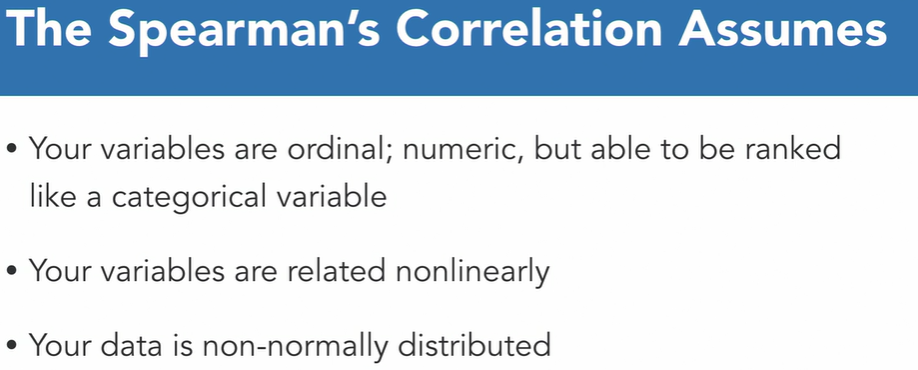 The Spearman’s Correlation Assumes
• Your variables are ordinal; numeric, but able to be ranked
like a categorical variable
• Your variables are related nonlinearly
• Your data is non-normally distributed